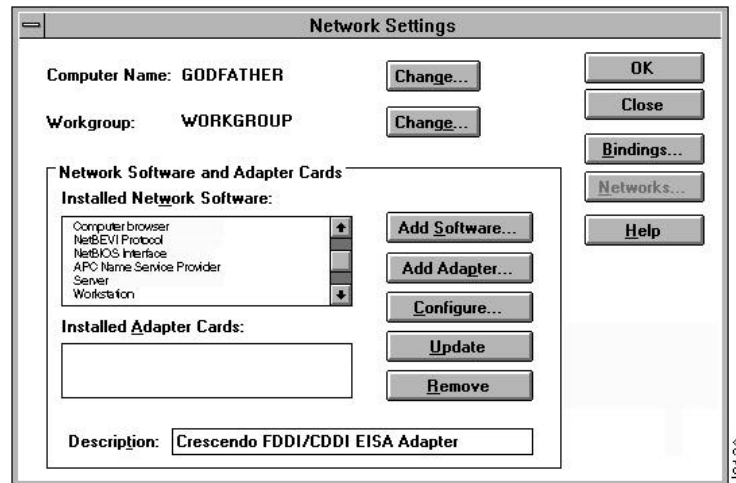 Network Settings
Computer Name: GODFATHER
Change...
OK
Close
Workgroup: WORKGROUP
Change...
Bindings...
Networks...
Help
Network Software and Adapter Cards
Installed Network Software:
Computer browser
NetBEVI Protocol
NetBIOS Interface
APC Name Service Provider
Server
Workstation
Add Software...
Add Adapter...
Configure...
Installed Adapter Cards:
Update
Remove
Description: Crescendo FDDI/CDDI EISA Adapter